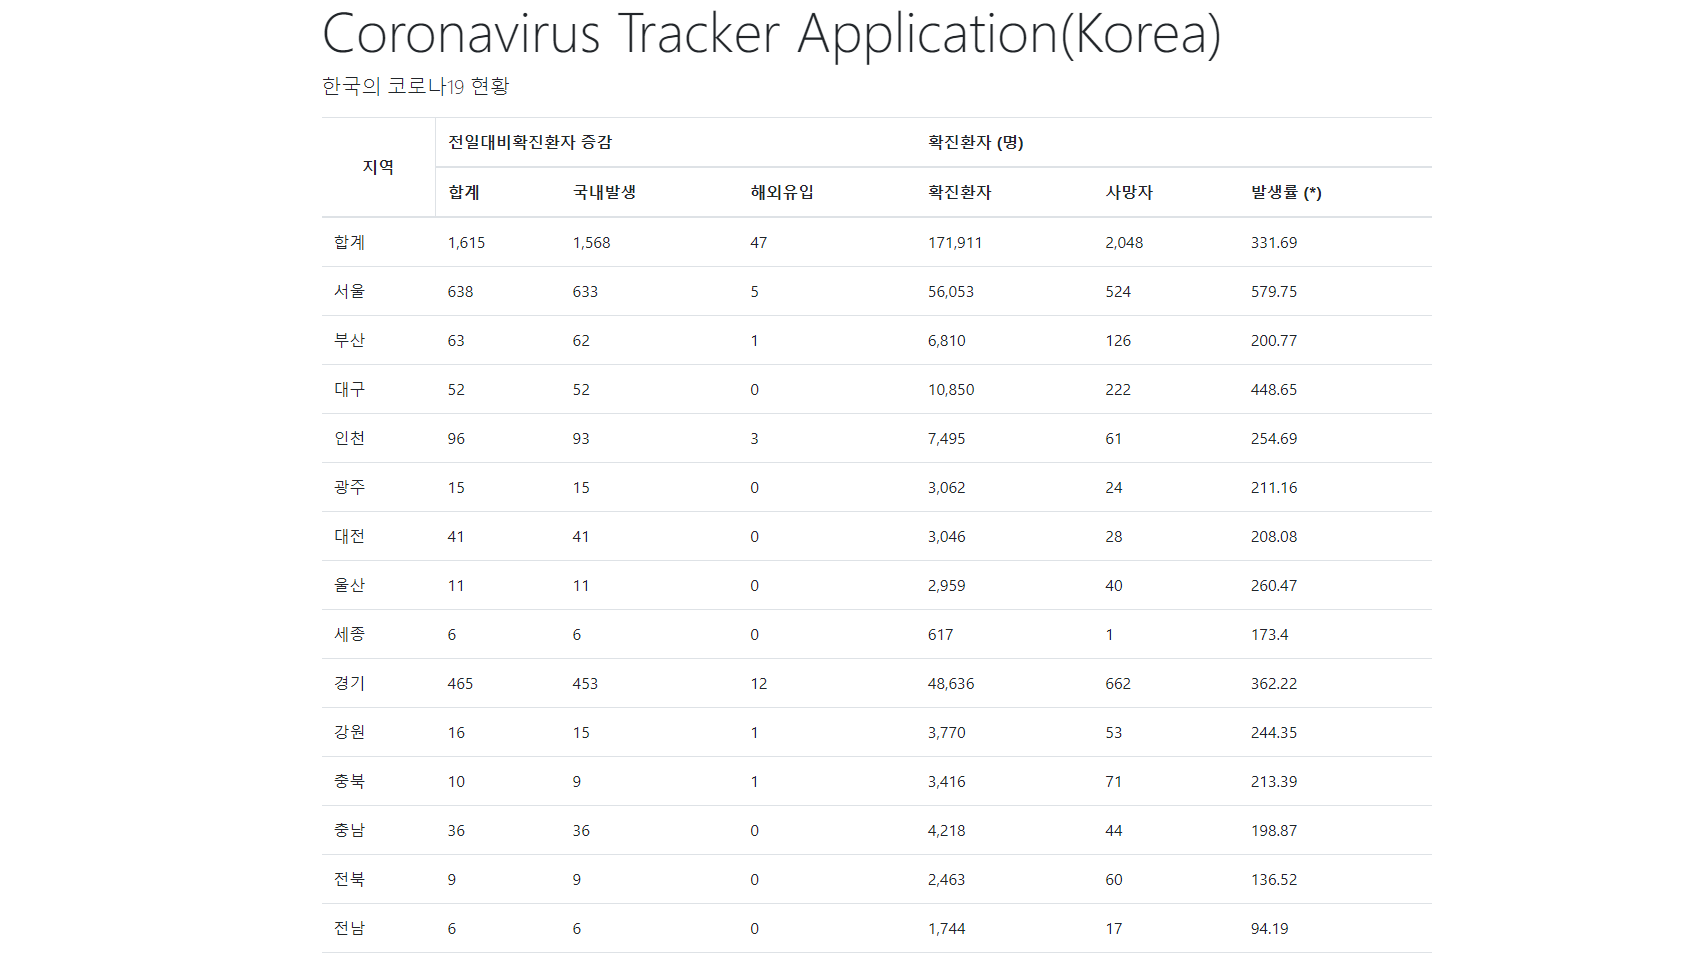 Coronavirus Tracker Application(Korea)
한국의 코로나19 현황
지역 전일대비확진환자 증감 확진환자 (명)
합계 국내발생 해외유입 확진환자 사망자 발생률 (*)
합계 1,615 1,568 47 171,911 2,048 331.69
서울 638 633 5 56,053 524 579.75
부산 63 62 1 6,810 126 200.77
대구 52 52 0 10,850 222 448.65
인천 96 93 3 7,495 61 254.69
광주 15 15 0 3,062 24 211.16
대전 41 41 0 3,046 28 208.08
울산 11 11 0 2,959 40 260.47
세종 6 6 0 617 1 173.4
경기 465 453 12 48,636 662 362.22
강원 16 15 1 3,770 53 244.35
충북 10 9 1 3,416 71 213.39
충남 36 36 0 4,218 44 198.87
전북 9 9 0 2,463 60 136.52
전남 6 6 0 1,744 17 94.19